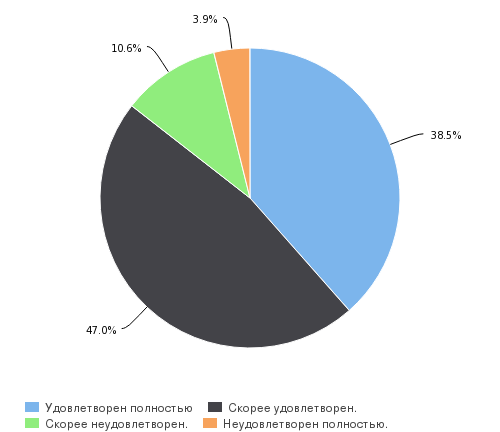 3.9%
10.6%
38.5%
47.0%
Удовлетворен полностью Скорее удовлетворен.
Скорее неудовлетворен. Неудовлетворен полностью.